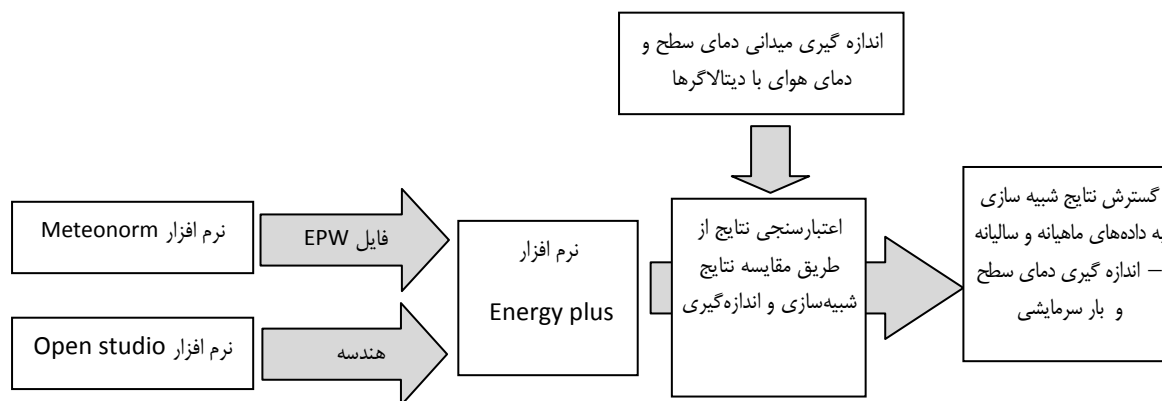 اندازه گیری میدانی دمای سطح و
دمای هوای با دیتالاگرها
نرم افزار Meteonorm
فایل EPW
نرم افزار Open studio
هندسه
نرم افزار
Energy plus
اعتبارسنجی نتایج از
طریق مقایسه نتایج
شبیه‌سازی و اندازه‌گیری
گسترش نتایج شبیه سازی
به داده‌های ماهیانه و سالیانه
– اندازه گیری دمای سطح
و بار سرمایشی